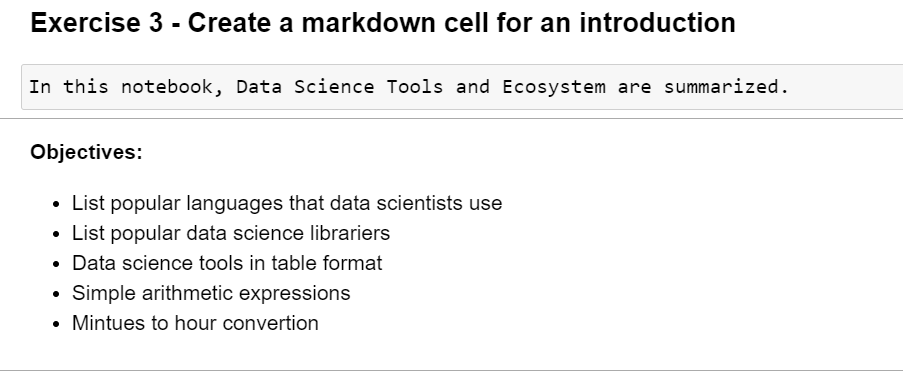 Exercise 3 - Create a markdown cell for an introduction
In this notebook, Data Science Tools and Ecosystem are summarized.
Objectives:
• List popular languages that data scientists use
• List popular data science librariers
• Data science tools in table format
• Simple arithmetic expressions
• Mintues to hour convertion